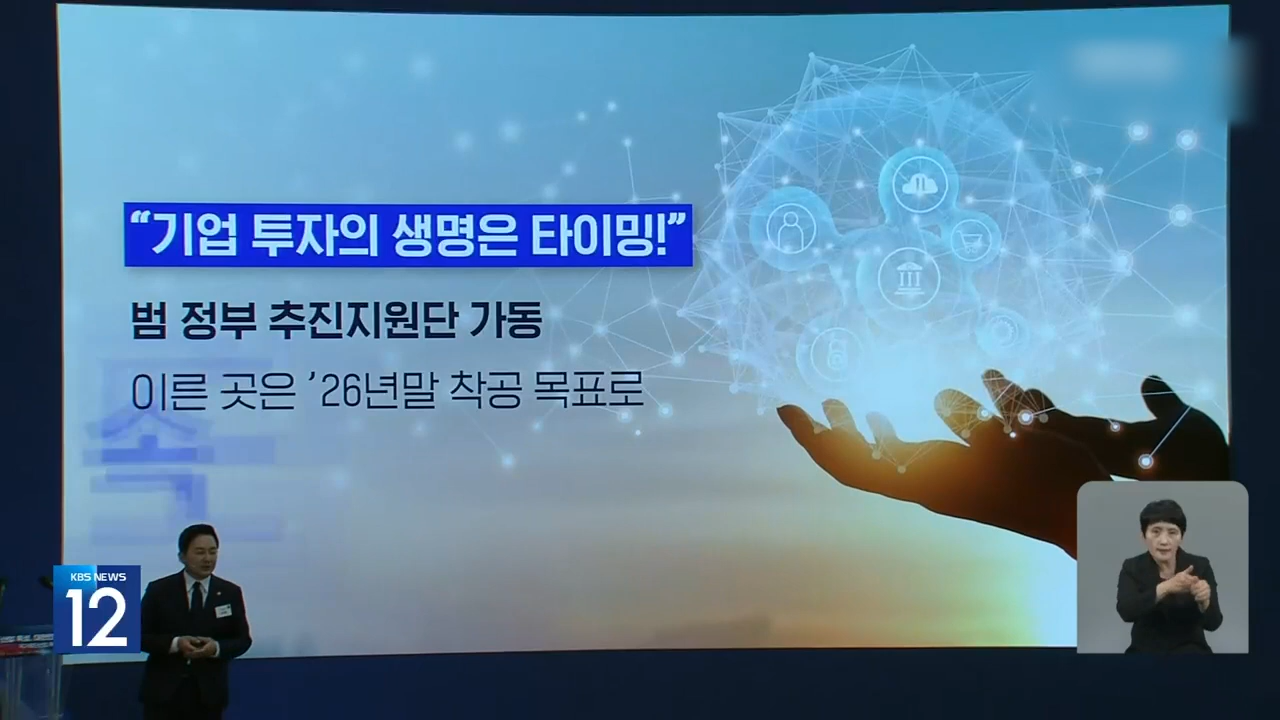 “기업 투자의 생명은 타이밍!”
범 정부 추진지원단 가동
이른 곳은 ’26년말 착공 목표로
속
KBS NEWS
12